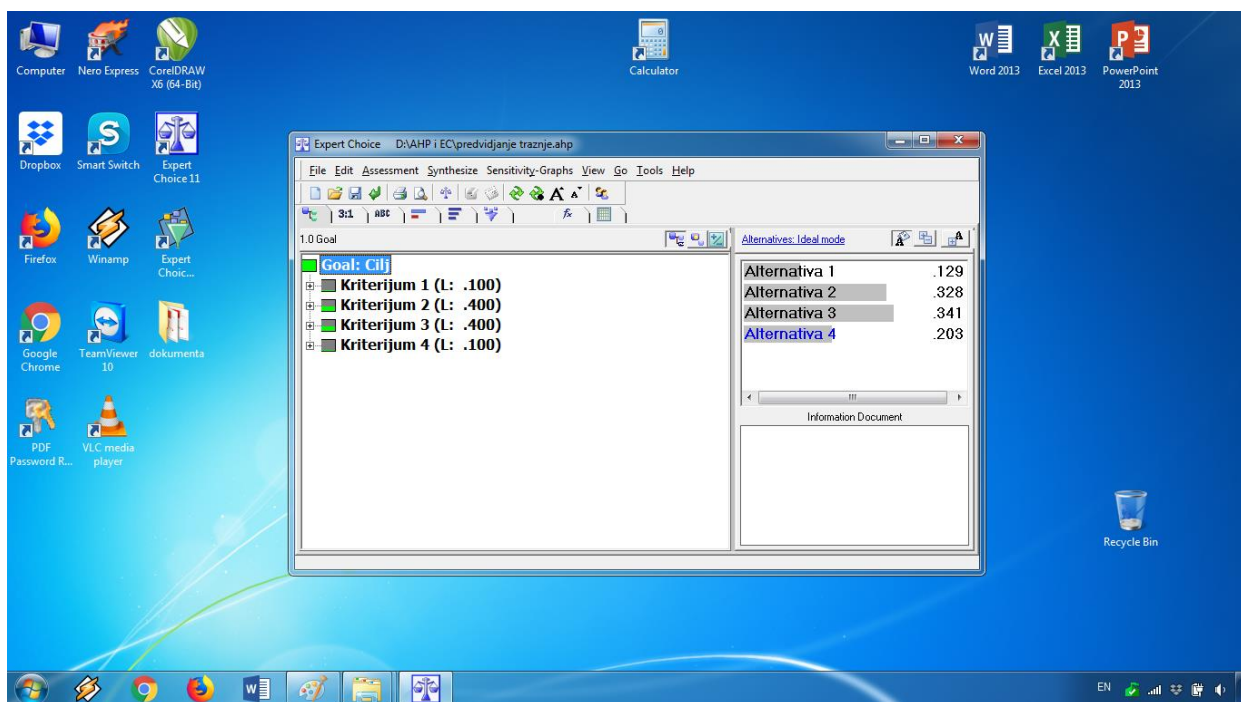 Computer
Nero Express
CorelDRAW
X6 (64-Bit)
Calculator
Word 2013
Excel 2013
PowerPoint
2013
Dropbox
Smart Switch
Expert
Choice 11
Firefox
Winamp
Expert
Choic...
Google
Chrome
TeamViewer
10
dokumenta
PDF
Password R...
VLC media
player
Expert Choice D:\AHP i EC\predvidjanje traznje.ahp
File Edit Assessment Synthesize Sensitivity-Graphs View Go Tools Help
3:1 ABC fx
1.0 Goal
Alternatives: Ideal mode
Goal: Cilj
Kriterijum 1 (L: .100)
Kriterijum 2 (L: .400)
Kriterijum 3 (L: .400)
Kriterijum 4 (L: .100)
Alternativa 1 .129
Alternativa 2 .328
Alternativa 3 .341
Alternativa 4 .203
Information Document
Recycle Bin
EN